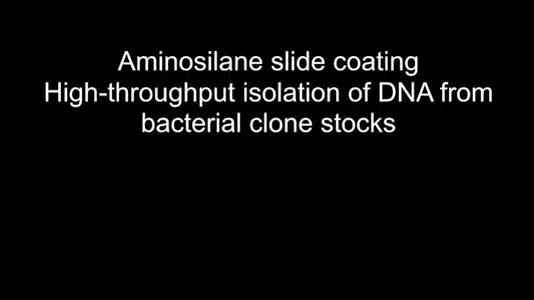 Aminosilane slide coating
High-throughput isolation of DNA from
bacterial clone stocks